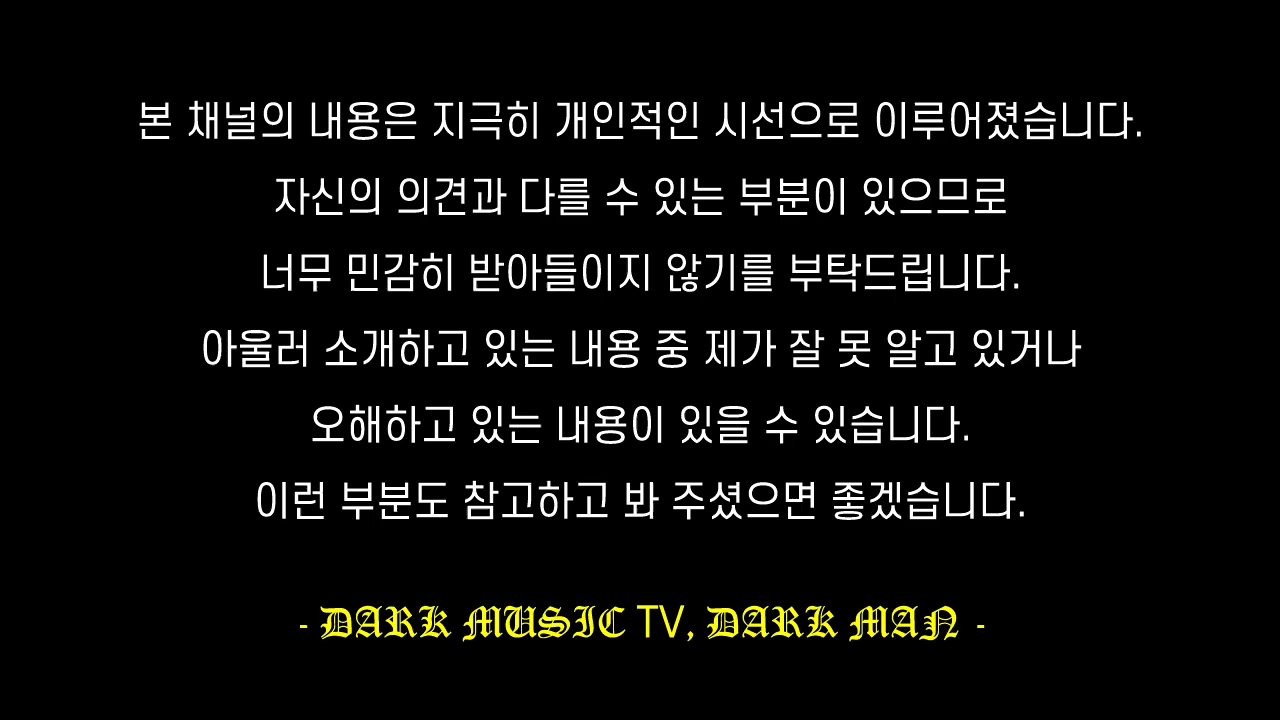 본 채널의 내용은 지극히 개인적인 시선으로 이루어졌습니다.
자신의 의견과 다를 수 있는 부분이 있으므로
너무 민감히 받아들이지 않기를 부탁드립니다.
아울러 소개하고 있는 내용 중 제가 잘 못 알고 있거나
오해하고 있는 내용이 있을 수 있습니다.
이런 부분도 참고하고 봐 주셨으면 좋겠습니다.
- DARK MUSIC TV, DARK MAN -